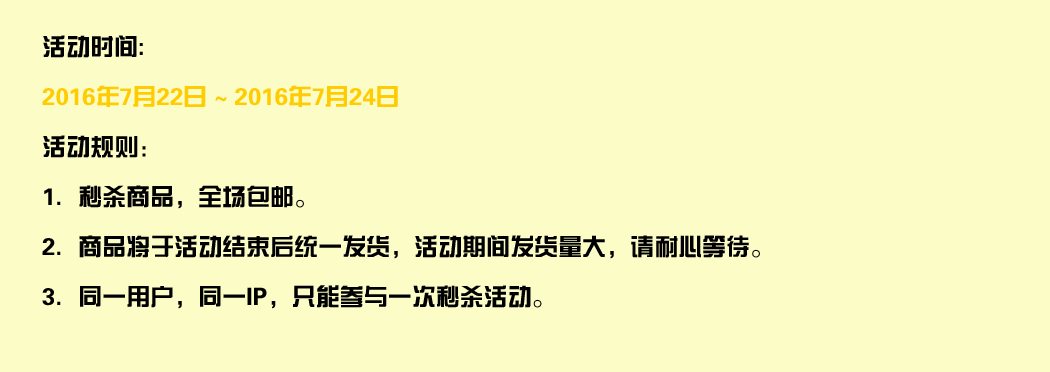 活动时间:
2016年7月22日 ~ 2016年7月24日
活动规则：
1. 秒杀商品，全场包邮。
2. 商品将于活动结束后统一发货，活动期间发货量大，请耐心等待。
3. 同一用户，同一IP，只能参与一次秒杀活动。